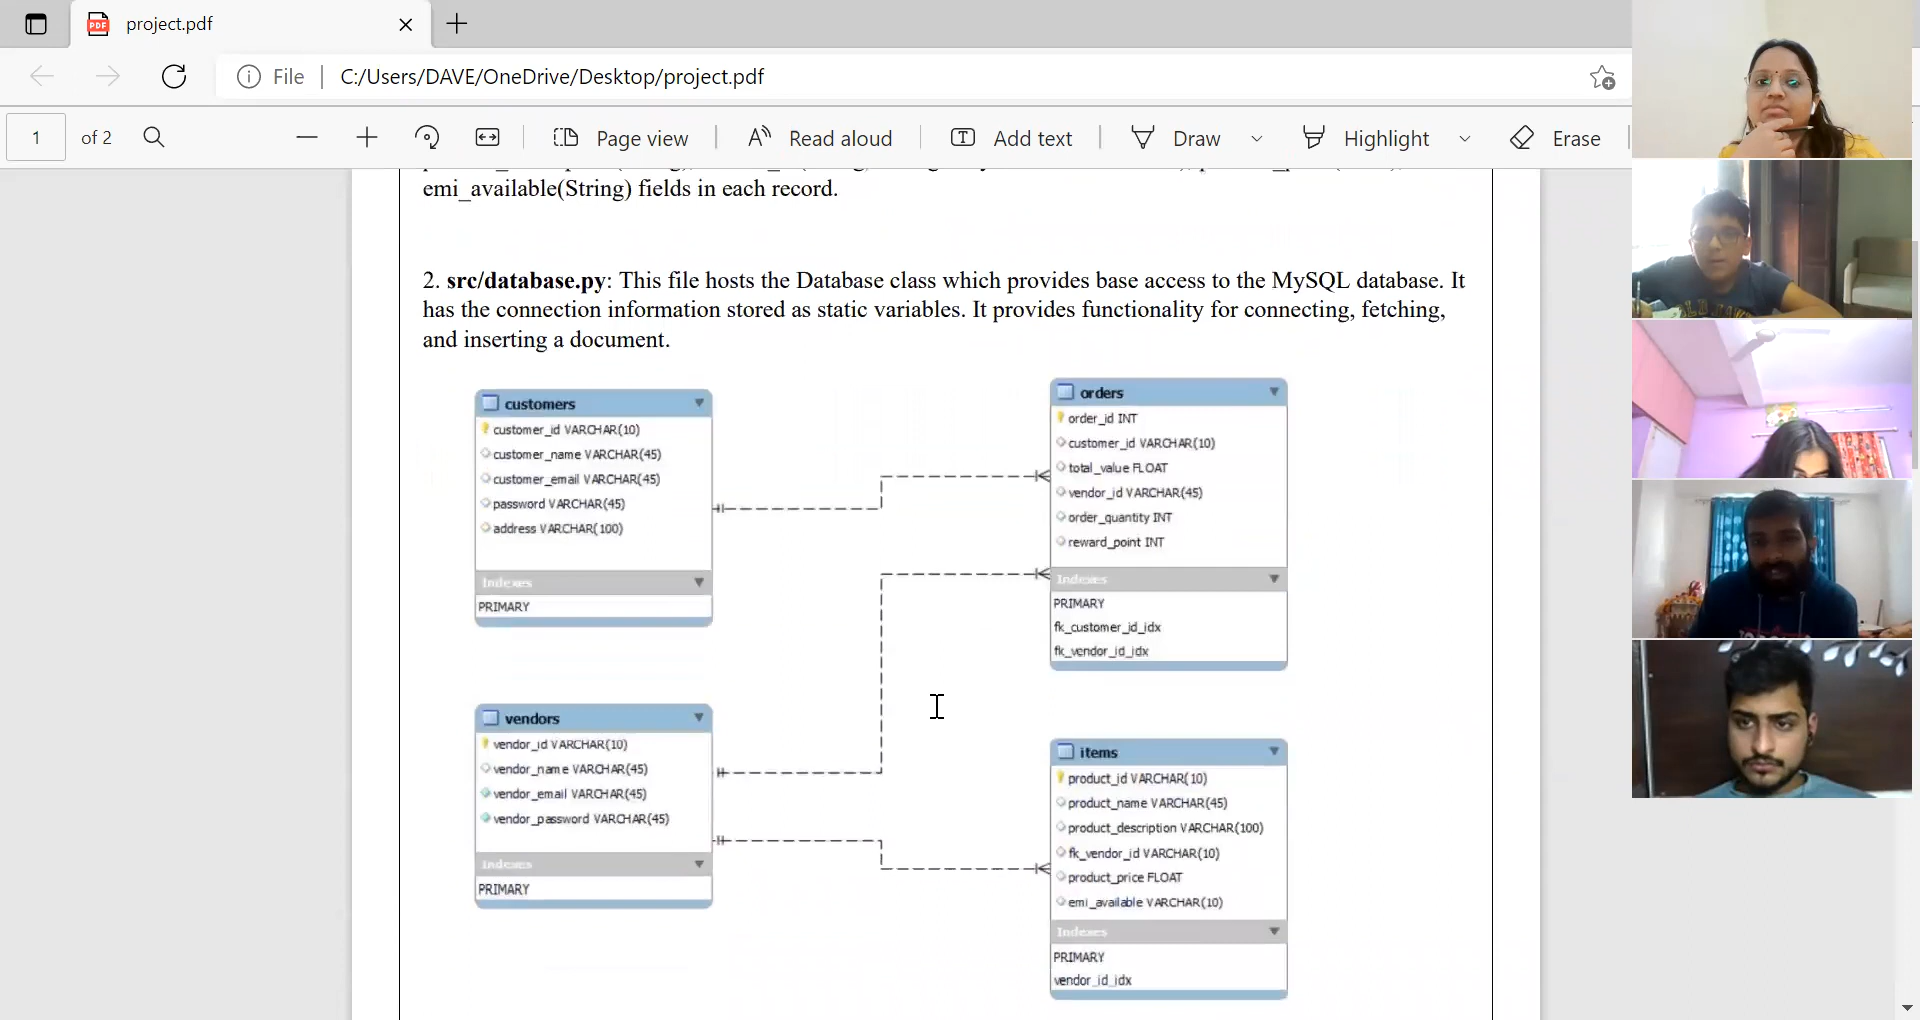 project.pdf
File
C:/Users/DAVE/OneDrive/Desktop/project.pdf
1 of 2
Page view
Read aloud
Add text
Draw
Highlight
Erase
emi_available(String) fields in each record.
2. src/database.py: This file hosts the Database class which provides base access to the MySQL database. It
has the connection information stored as static variables. It provides functionality for connecting, fetching,
and inserting a document.
customers
customer_id VARCHAR(10)
customer_name VARCHAR(45)
customer_email VARCHAR(45)
password VARCHAR(45)
address VARCHAR(100)
Indexes
PRIMARY
orders
order_id INT
customer_id VARCHAR(10)
total_value FLOAT
vendor_id VARCHAR(45)
order_quantity INT
reward_point INT
Indexes
PRIMARY
fk_customer_id_idx
fk_vendor_id_idx
vendors
vendor_id VARCHAR(10)
vendor_name VARCHAR(45)
vendor_email VARCHAR(45)
vendor_password VARCHAR(45)
Indexes
PRIMARY
items
product_id VARCHAR(10)
product_name VARCHAR(45)
product_description VARCHAR(100)
fk_vendor_id VARCHAR(10)
product_price FLOAT
emi_available VARCHAR(10)
Indexes
PRIMARY
vendor_id_idx